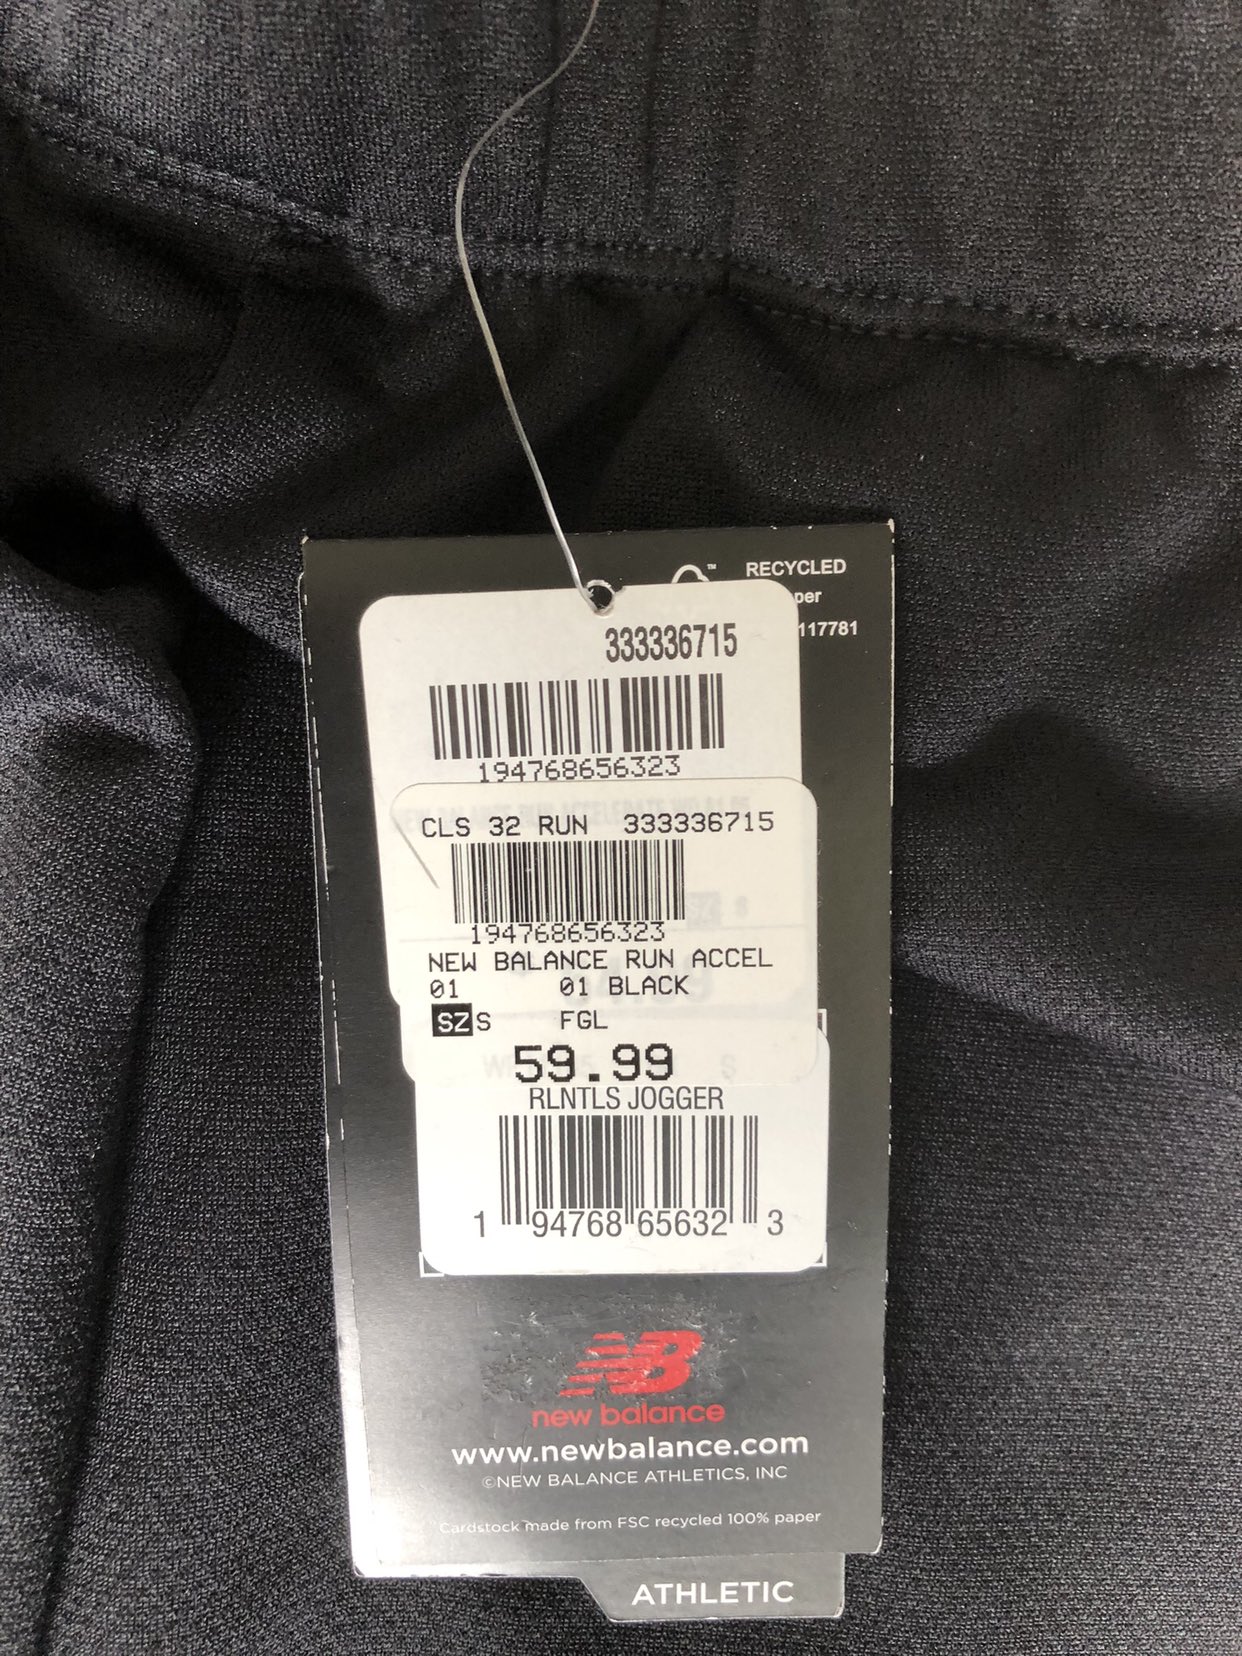 ™
RECYCLED
per
117781
333336715
194768656323
CLS 32 RUN 333336715
194768656323
NEW BALANCE RUN ACCEL
01 01 BLACK
SZ S FGL
59.99
RLNTLS JOGGER
1 94768 65632 3
NB
new balance
www.newbalance.com
©NEW BALANCE ATHLETICS, INC
Cardstock made from FSC recycled 100% paper
ATHLETIC